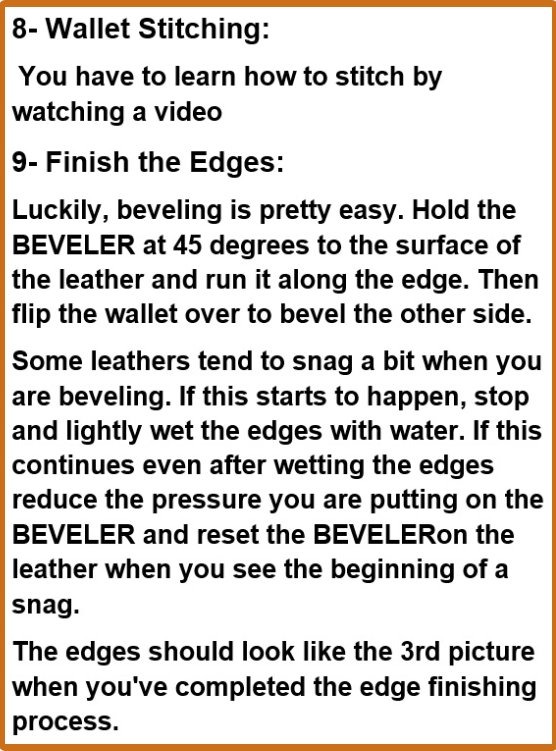 8- Wallet Stitching:
You have to learn how to stitch by
watching a video
9- Finish the Edges:
Luckily, beveling is pretty easy. Hold the
BEVELER at 45 degrees to the surface of
the leather and run it along the edge. Then
flip the wallet over to bevel the other side.
Some leathers tend to snag a bit when you
are beveling. If this starts to happen, stop
and lightly wet the edges with water. If this
continues even after wetting the edges
reduce the pressure you are putting on the
BEVELER and reset the BEVELERon the
leather when you see the beginning of a
snag.
The edges should look like the 3rd picture
when you've completed the edge finishing
process.